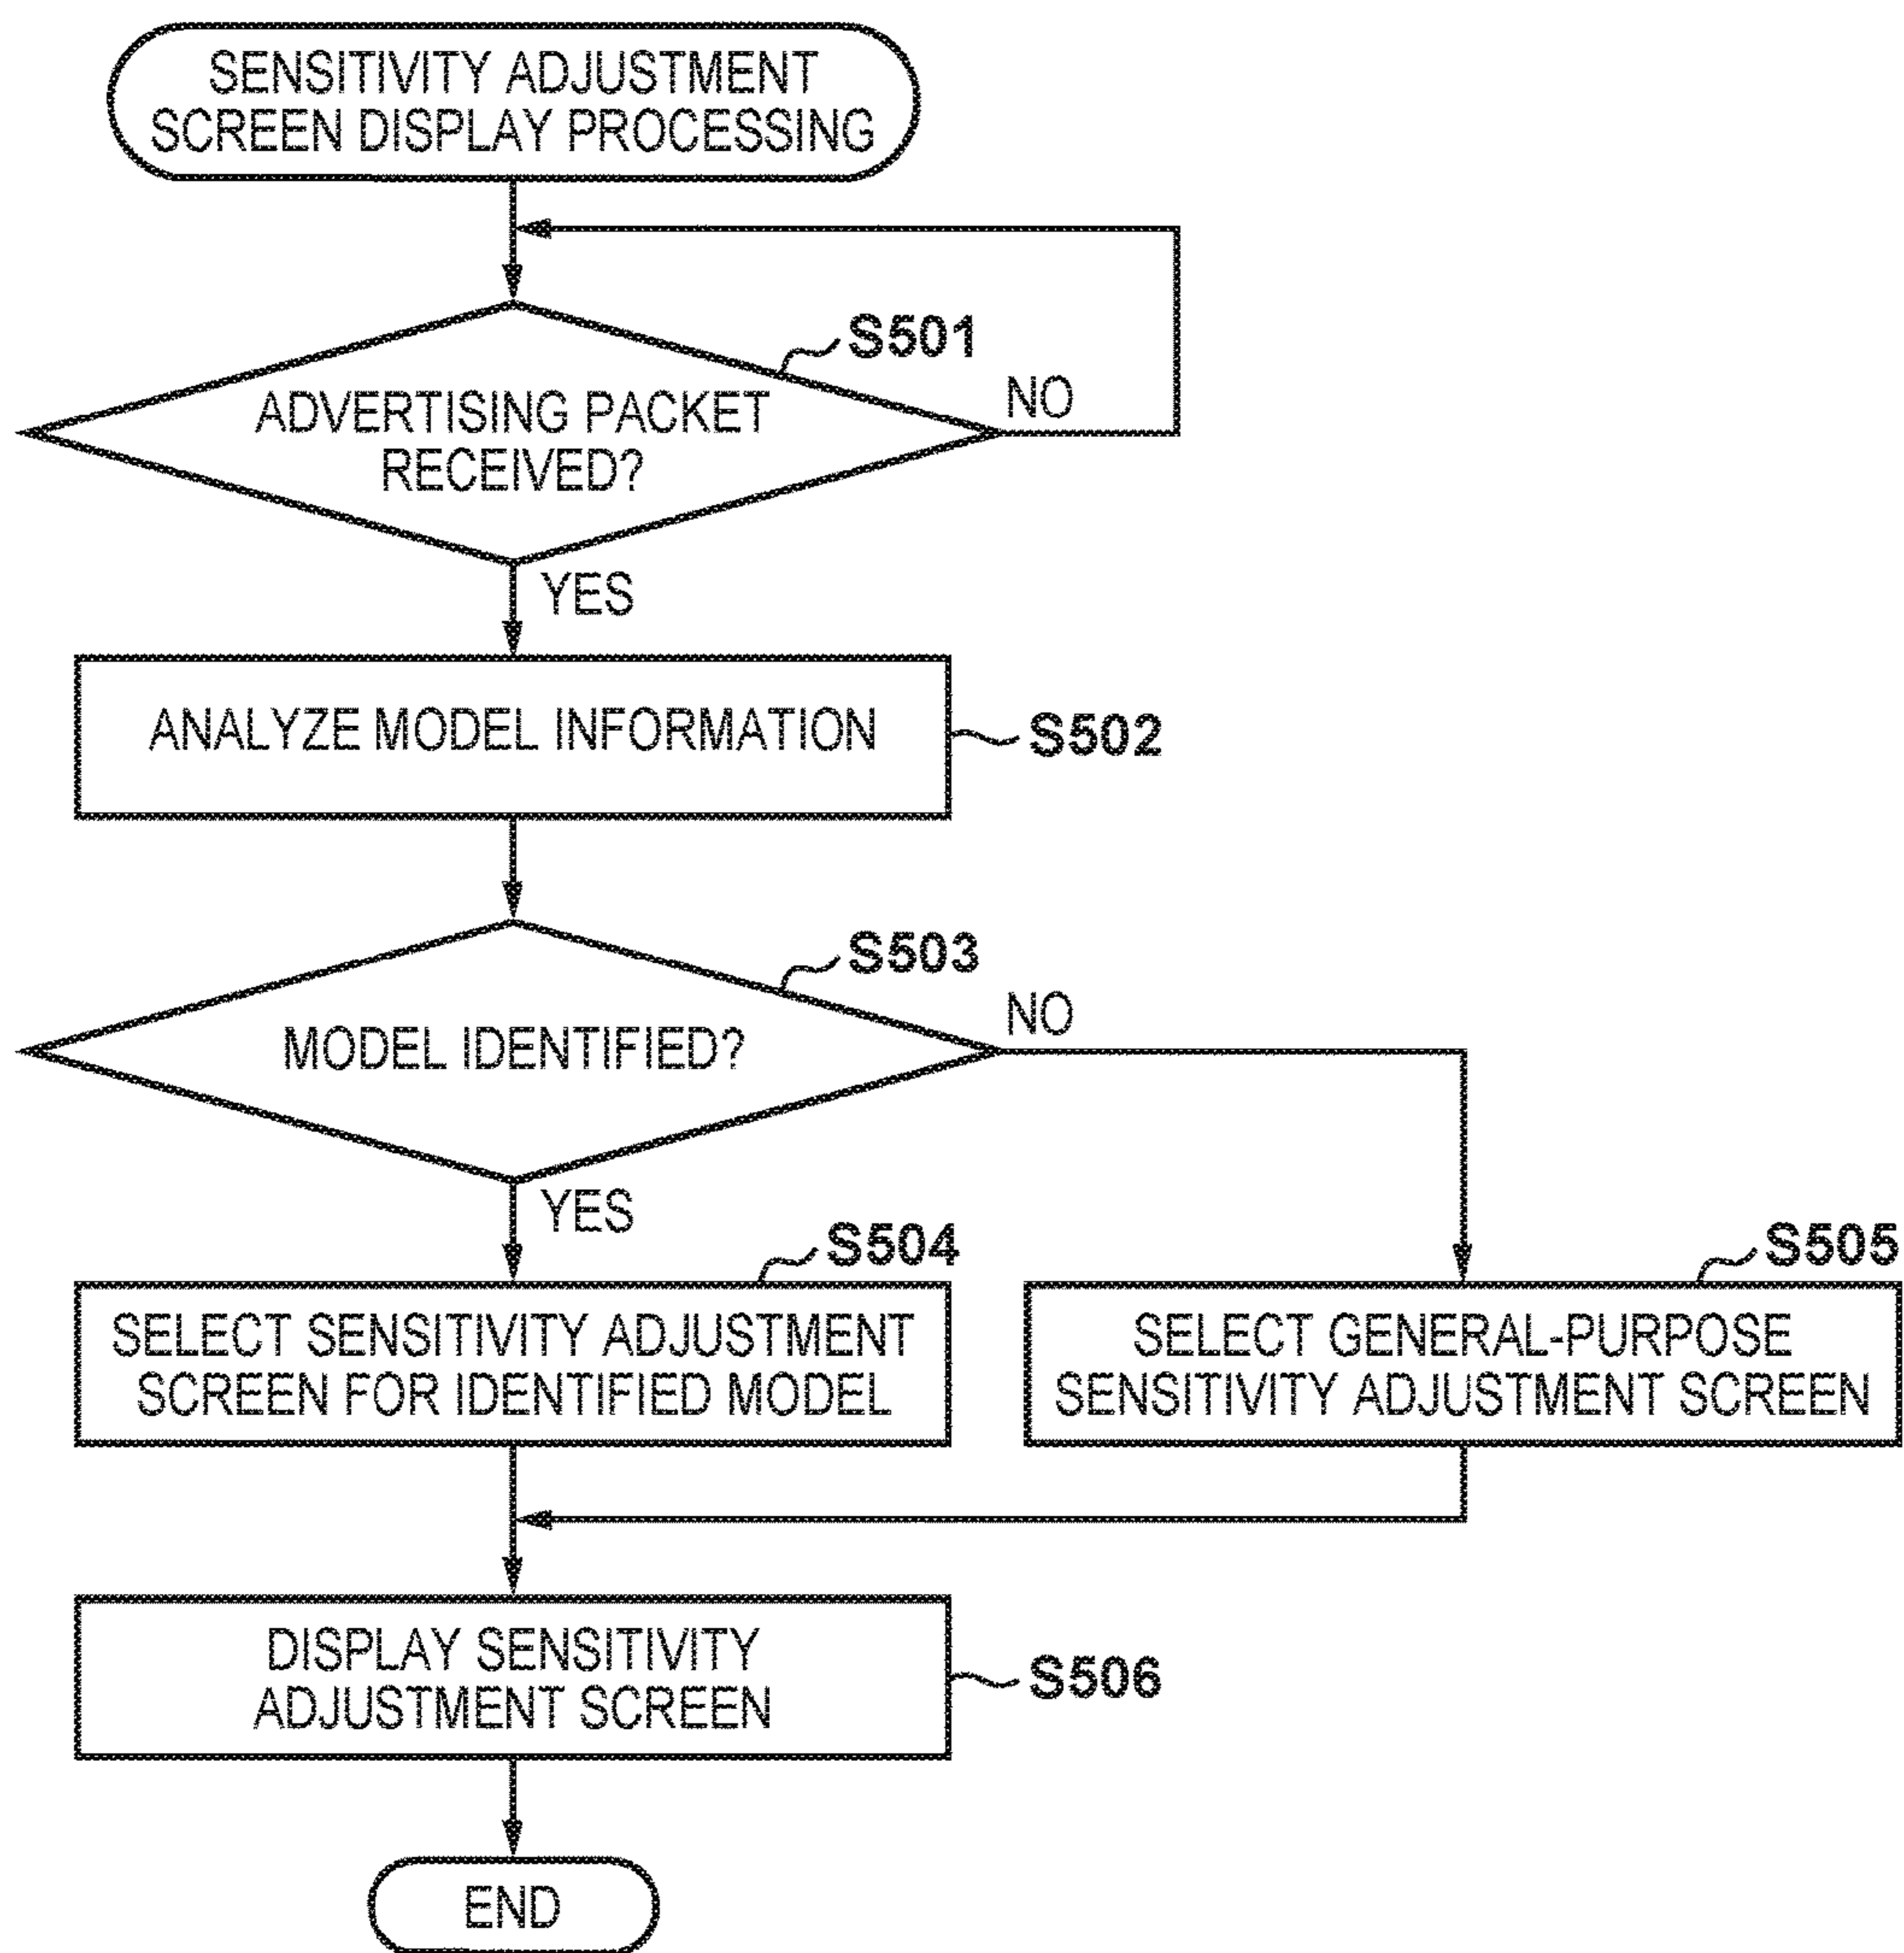 SENSITIVITY ADJUSTMENT
SCREEN DISPLAY PROCESSING
S501
ADVERTISING PACKET
RECEIVED?
NO
YES
ANALYZE MODEL INFORMATION
S502
S503
MODEL IDENTIFIED?
NO
YES
S504
SELECT SENSITIVITY ADJUSTMENT
SCREEN FOR IDENTIFIED MODEL
S505
SELECT GENERAL-PURPOSE
SENSITIVITY ADJUSTMENT SCREEN
DISPLAY SENSITIVITY
ADJUSTMENT SCREEN
S506
END